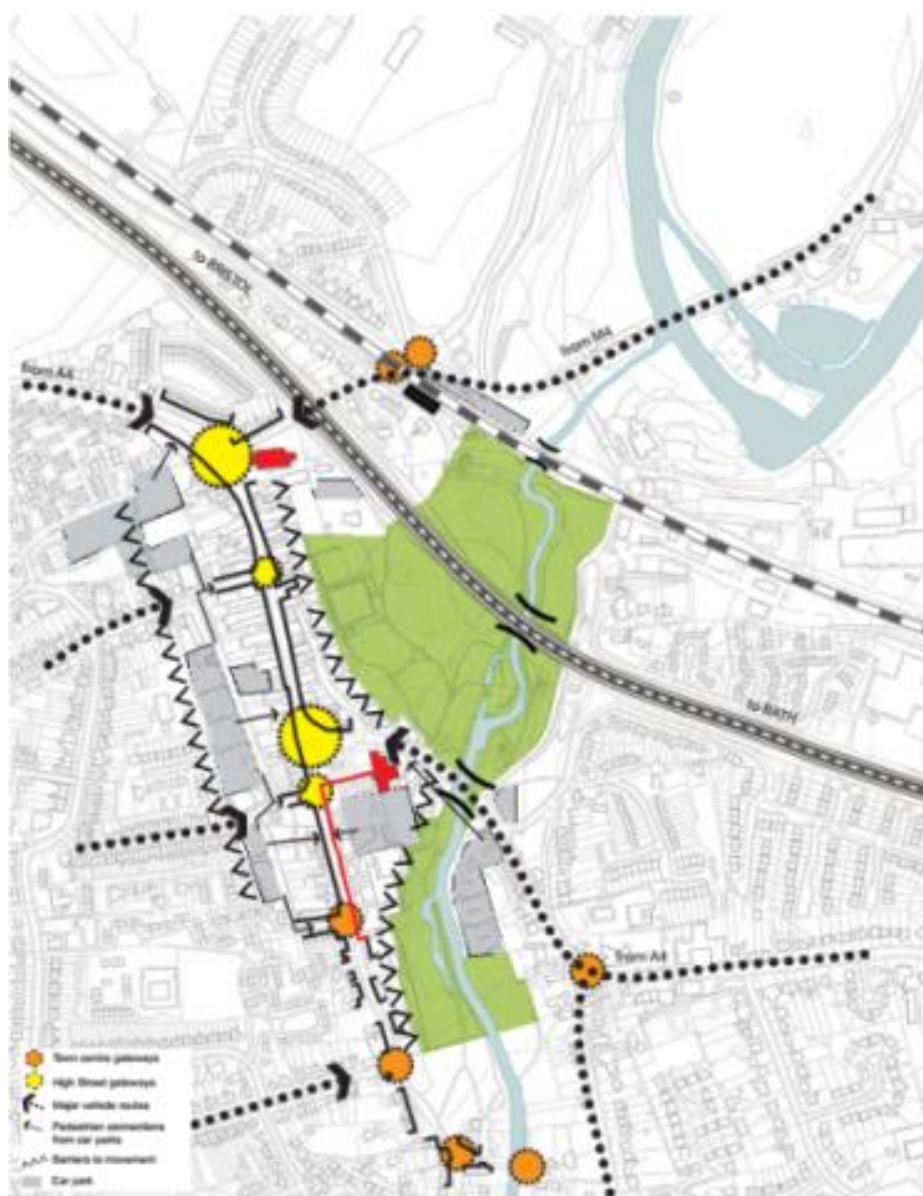 to BRISTOL
from M4
from A4
to BATH
from A4
Town centre gateways
High Street gateways
Major vehicle routes
Pedestrian connections
from car parks
Barriers to movement
Car park